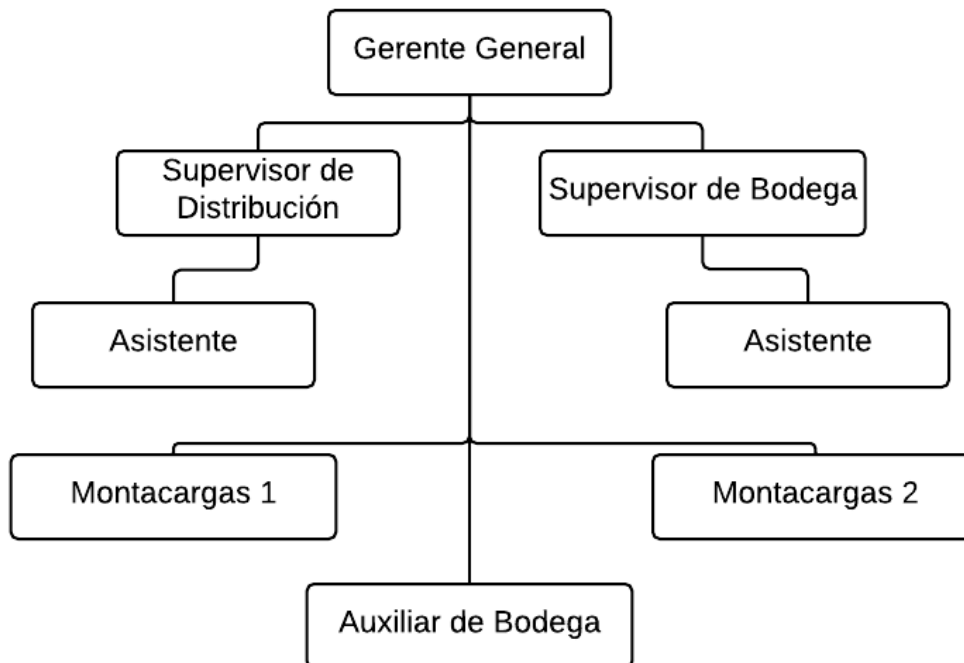 Gerente General
Supervisor de
Distribución
Supervisor de Bodega
Asistente
Asistente
Montacargas 1
Montacargas 2
Auxiliar de Bodega